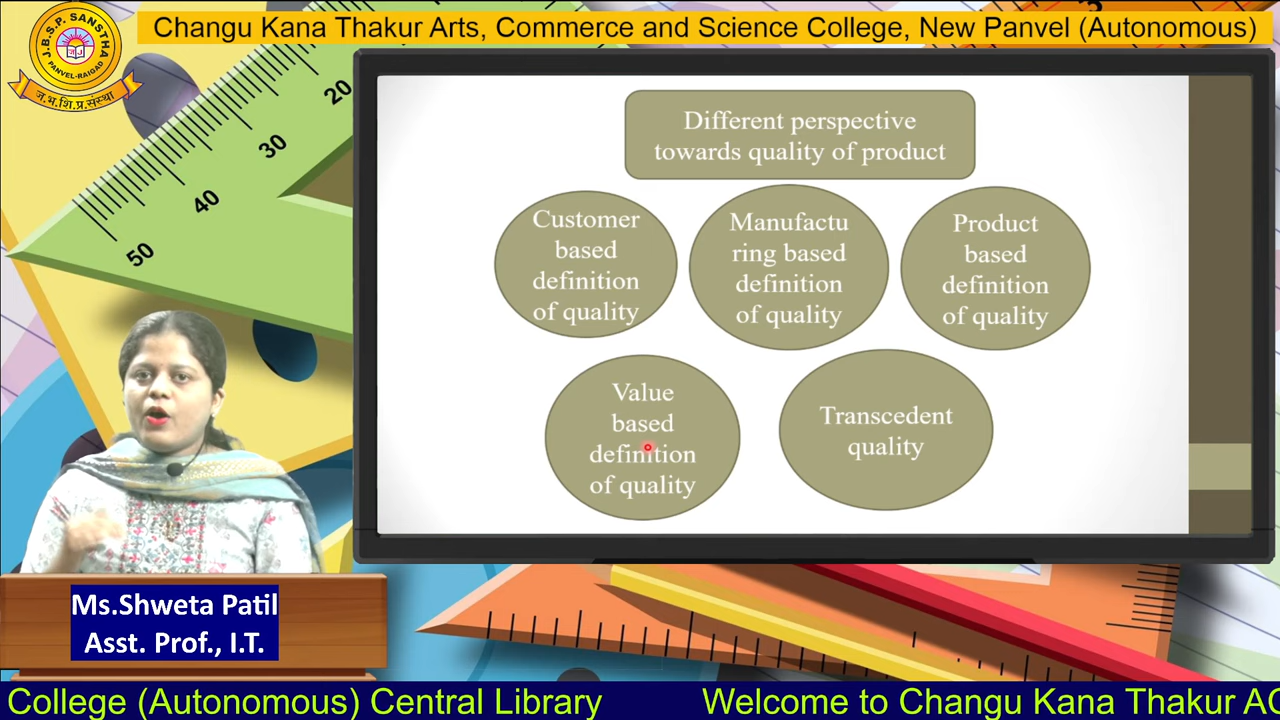 Changu Kana Thakur Arts, Commerce and Science College, New Panvel (Autonomous)
J.B.S.P. SANSTHA
PANVEL-RAIGAD
ज.भ.शि.प्र.संस्था
20
30
40
50
Different perspective
towards quality of product
Customer
based
definition
of quality
Manufactu
ring based
definition
of quality
Product
based
definition
of quality
Value
based
definition
of quality
Transcedent
quality
Ms.Shweta Patil
Asst. Prof., I.T.
College (Autonomous) Central Library
Welcome to Changu Kana Thakur AC